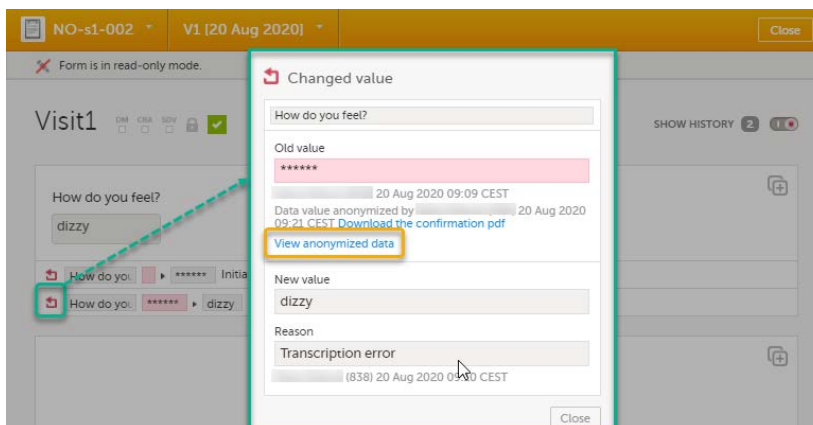 NO-s1-002 V1 [20 Aug 2020] Close
Form is in read-only mode.
Changed value
Visit1 DM CRA SDV
SHOW HISTORY 2
How do you feel?
Old value
******
20 Aug 2020 09:09 CEST
Data value anonymized by 20 Aug 2020
09:21 CEST Download the confirmation pdf
View anonymized data
New value
dizzy
Reason
Transcription error
(838) 20 Aug 2020 CEST
Close
How do you feel?
dizzy
How do you ****** Initia
How do you ****** dizzy